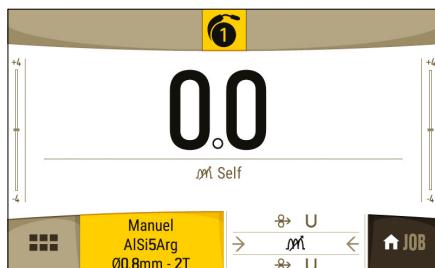 1
+4
+4
0.0
Self
-4
-4
Manuel
AlSi5Arg
Ø0.8mm - 2T
U
U
JOB